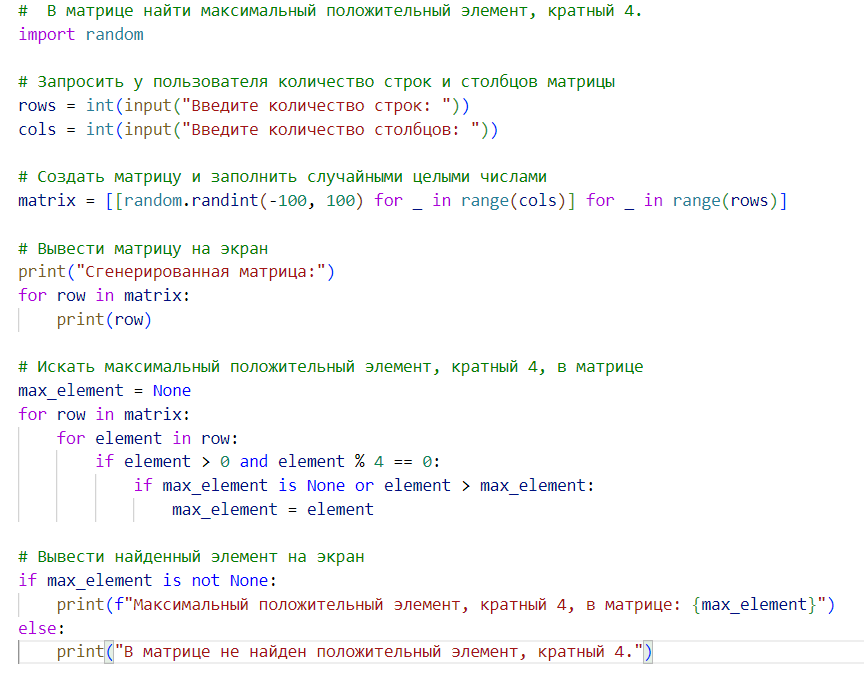 #  В матрице найти максимальный положительный элемент, кратный 4.
import random

# Запросить у пользователя количество строк и столбцов матрицы
rows = int(input("Введите количество строк: "))
cols = int(input("Введите количество столбцов: "))

# Создать матрицу и заполнить случайными целыми числами
matrix = [[random.randint(-100, 100) for _ in range(cols)] for _ in range(rows)]

# Вывести матрицу на экран
print("Сгенерированная матрица:")
for row in matrix:
    print(row)

# Искать максимальный положительный элемент, кратный 4, в матрице
max_element = None
for row in matrix:
    for element in row:
        if element > 0 and element % 4 == 0:
            if max_element is None or element > max_element:
                max_element = element

# Вывести найденный элемент на экран
if max_element is not None:
    print(f"Максимальный положительный элемент, кратный 4, в матрице: {max_element}")
else:
    print("В матрице не найден положительный элемент, кратный 4.")